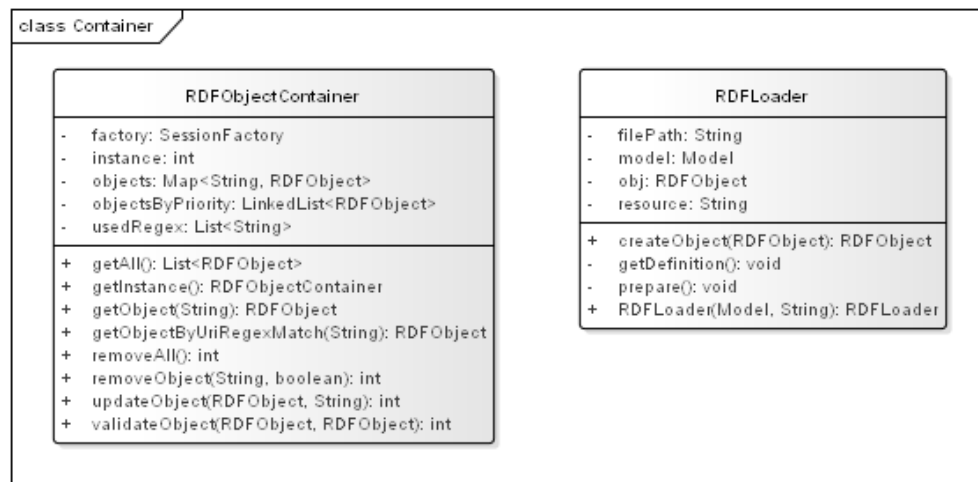 class Container
RDFObjectContainer
- factory: SessionFactory
- instance: int
- objects: Map<String, RDFObject>
- objectsByPriority: LinkedList<RDFObject>
- usedRegex: List<String>
+ getAll(): List<RDFObject>
+ getInstance(): RDFObjectContainer
+ getObject(String): RDFObject
+ getObjectByUriRegexMatch(String): RDFObject
+ removeAll(): int
+ removeObject(String, boolean): int
+ updateObject(RDFObject, String): int
+ validateObject(RDFObject, RDFObject): int
RDFLoader
- filePath: String
- model: Model
- obj: RDFObject
- resource: String
+ createObject(RDFObject): RDFObject
- getDefinition(): void
- prepare(): void
+ RDFLoader(Model, String): RDFLoader